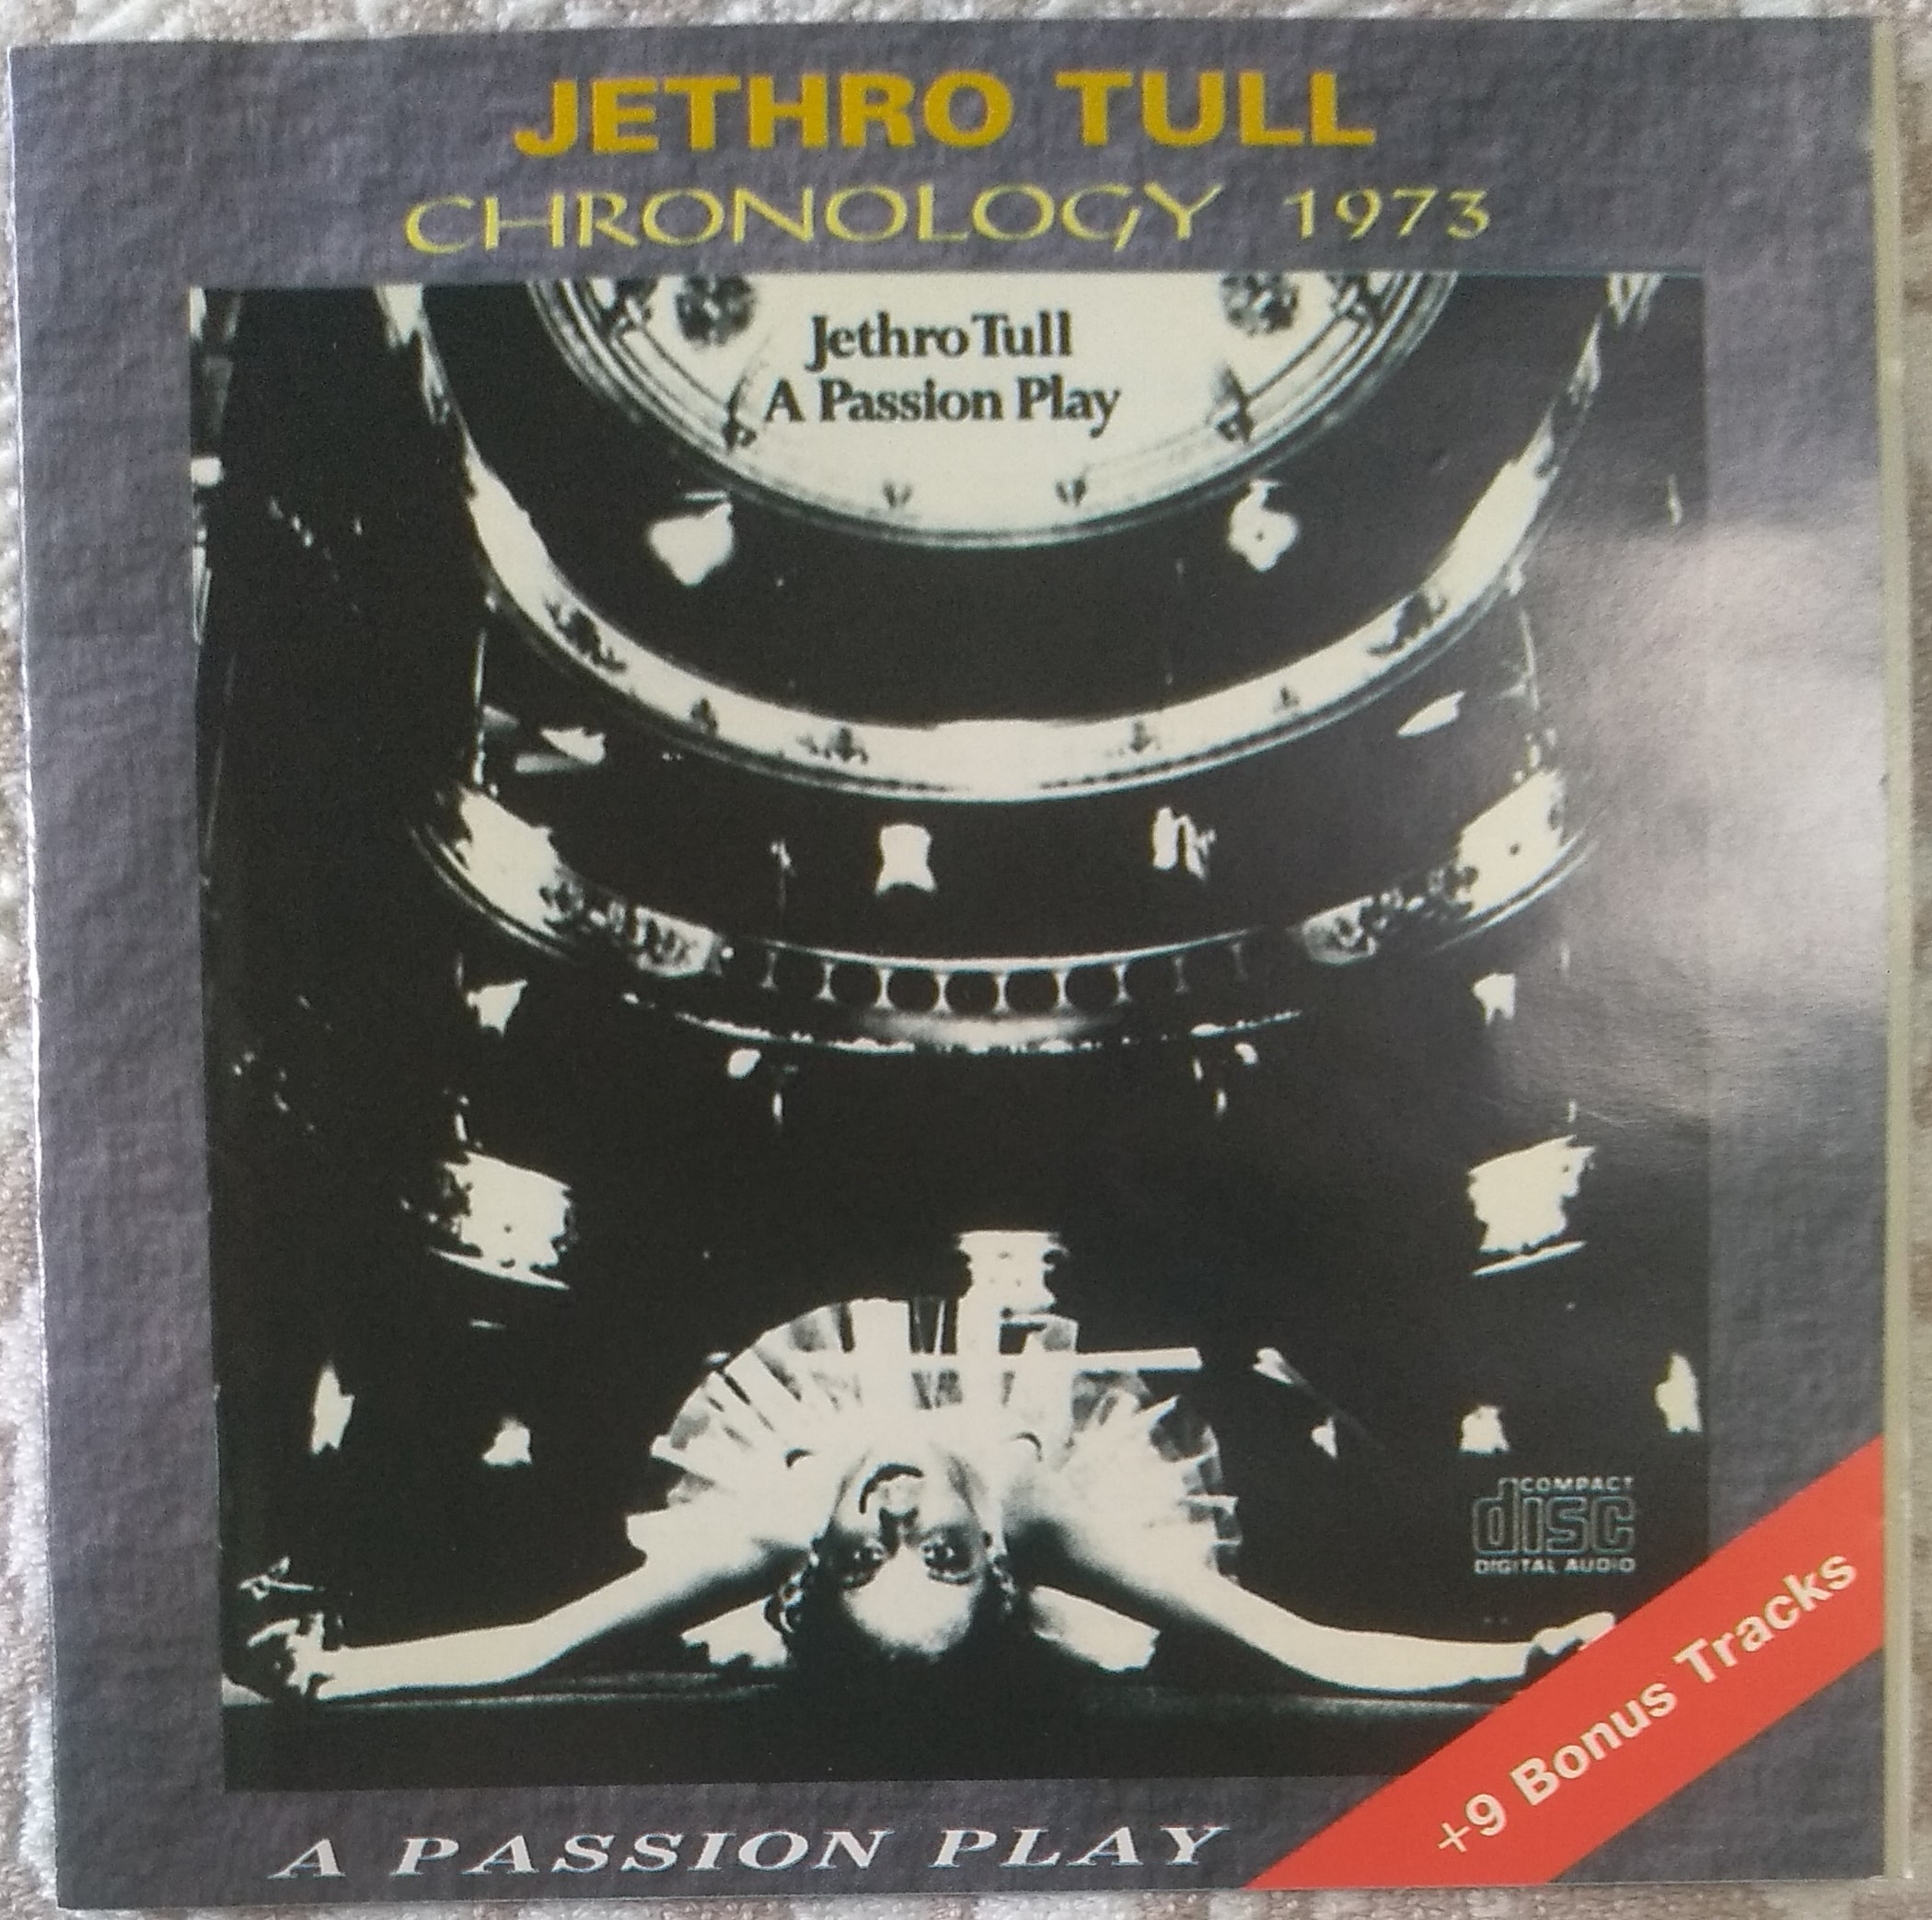 JETHRO TULL
CHRONOLOGY 1973
Jethro Tull
A Passion Play
COMPACT
disc
DIGITAL AUDIO
+9 Bonus Tracks
A PASSION PLAY